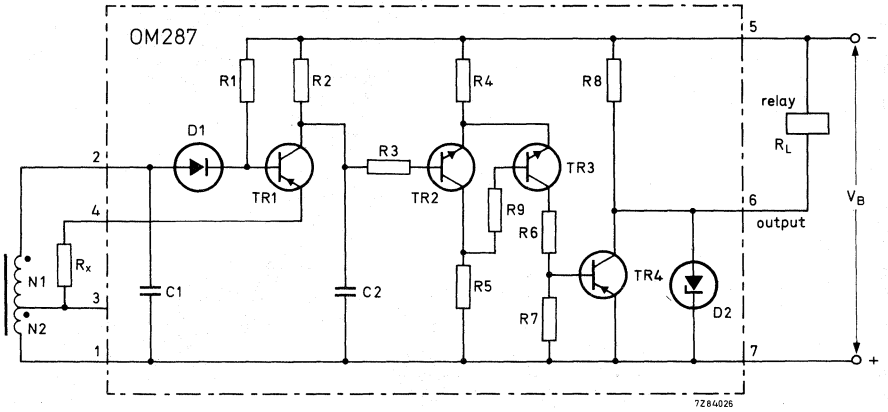 OM287
5
−
R1
R2
R4
R8
relay
R_L
D1
2
R3
TR1
TR2
TR3
4
R9
R6
6
output
V_B
R_x
N1
C1
C2
R5
TR4
3
N2
R7
D2
1
7
+
7Z84026